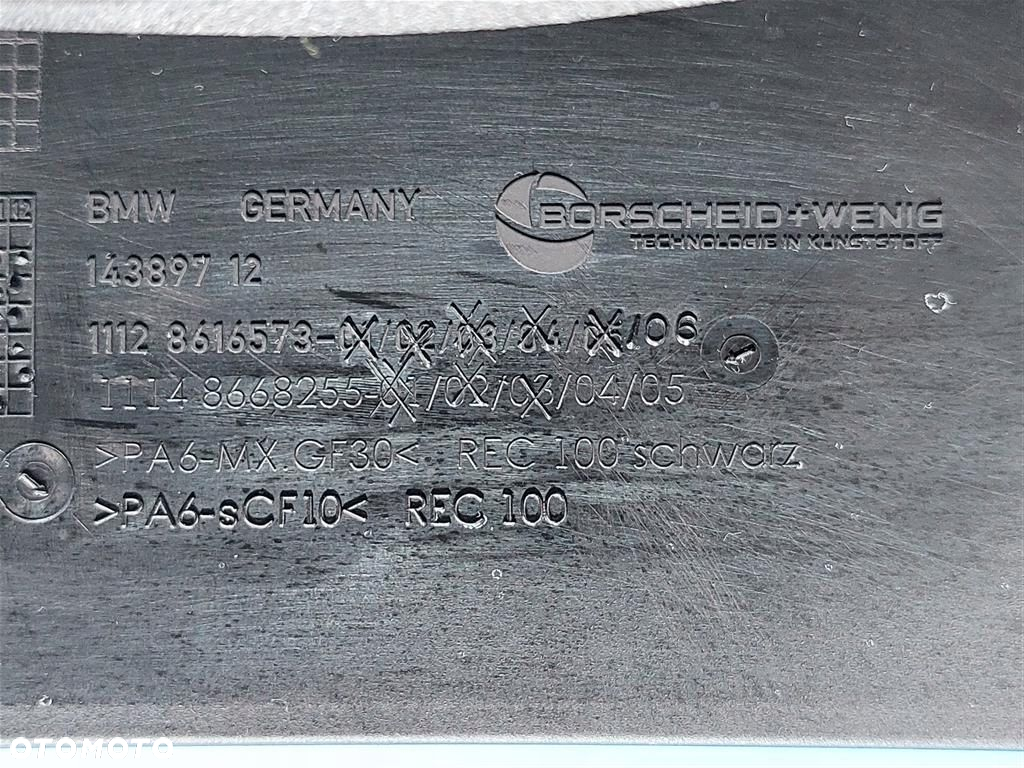 BMW GERMANY
BORSCHEID+WENIG
TECHNOLOGIE IN KUNSTSTOFF
143897 12
1112 8616573-01/02/03/04/05/06
1114 8668255-01/02/03/04/05
>PA6-MX.GF30< REC 100 schwarz
>PA6-sCF10< REC 100
OTOMOTO